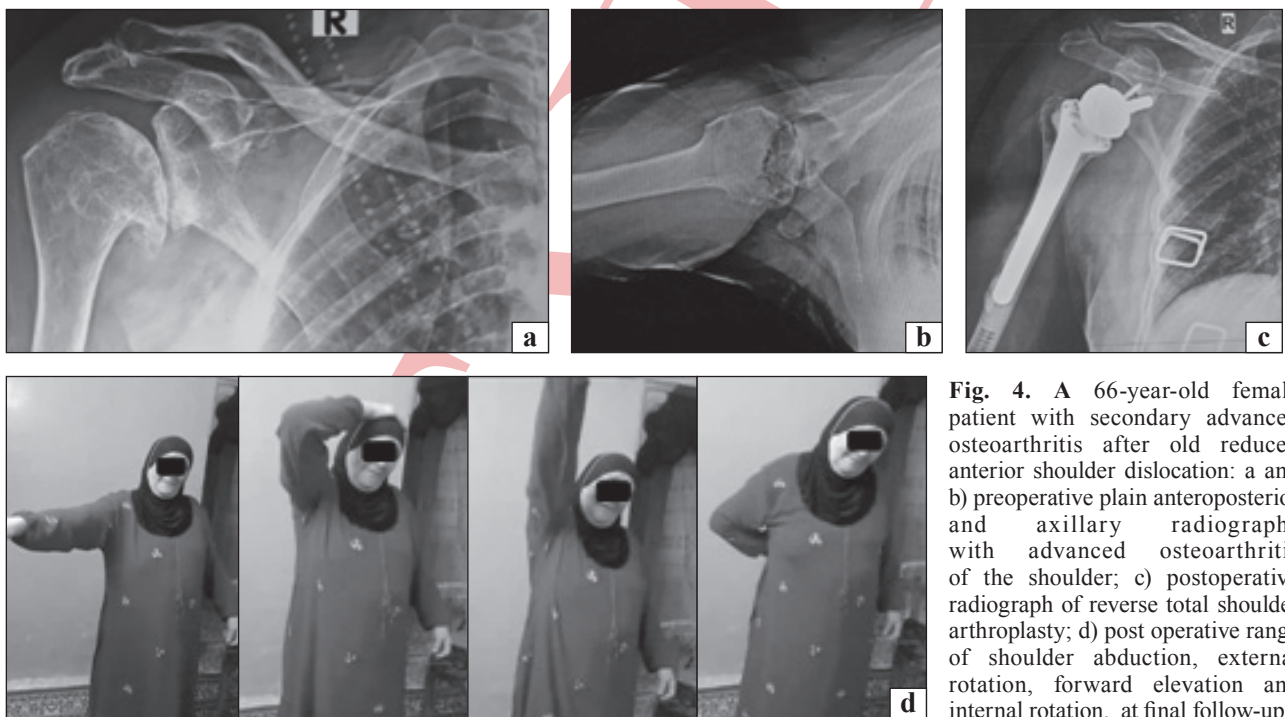 R
a
b
R
c
d
Fig. 4. A 66-year-old femal
patient with secondary advance
osteoarthritis after old reduce
anterior shoulder dislocation: a an
b) preoperative plain anteroposterio
and axillary radiograph
with advanced osteoarthriti
of the shoulder; c) postoperativ
radiograph of reverse total shoulde
arthroplasty; d) post operative rang
of shoulder abduction, externa
rotation, forward elevation an
internal rotation, at final follow-up